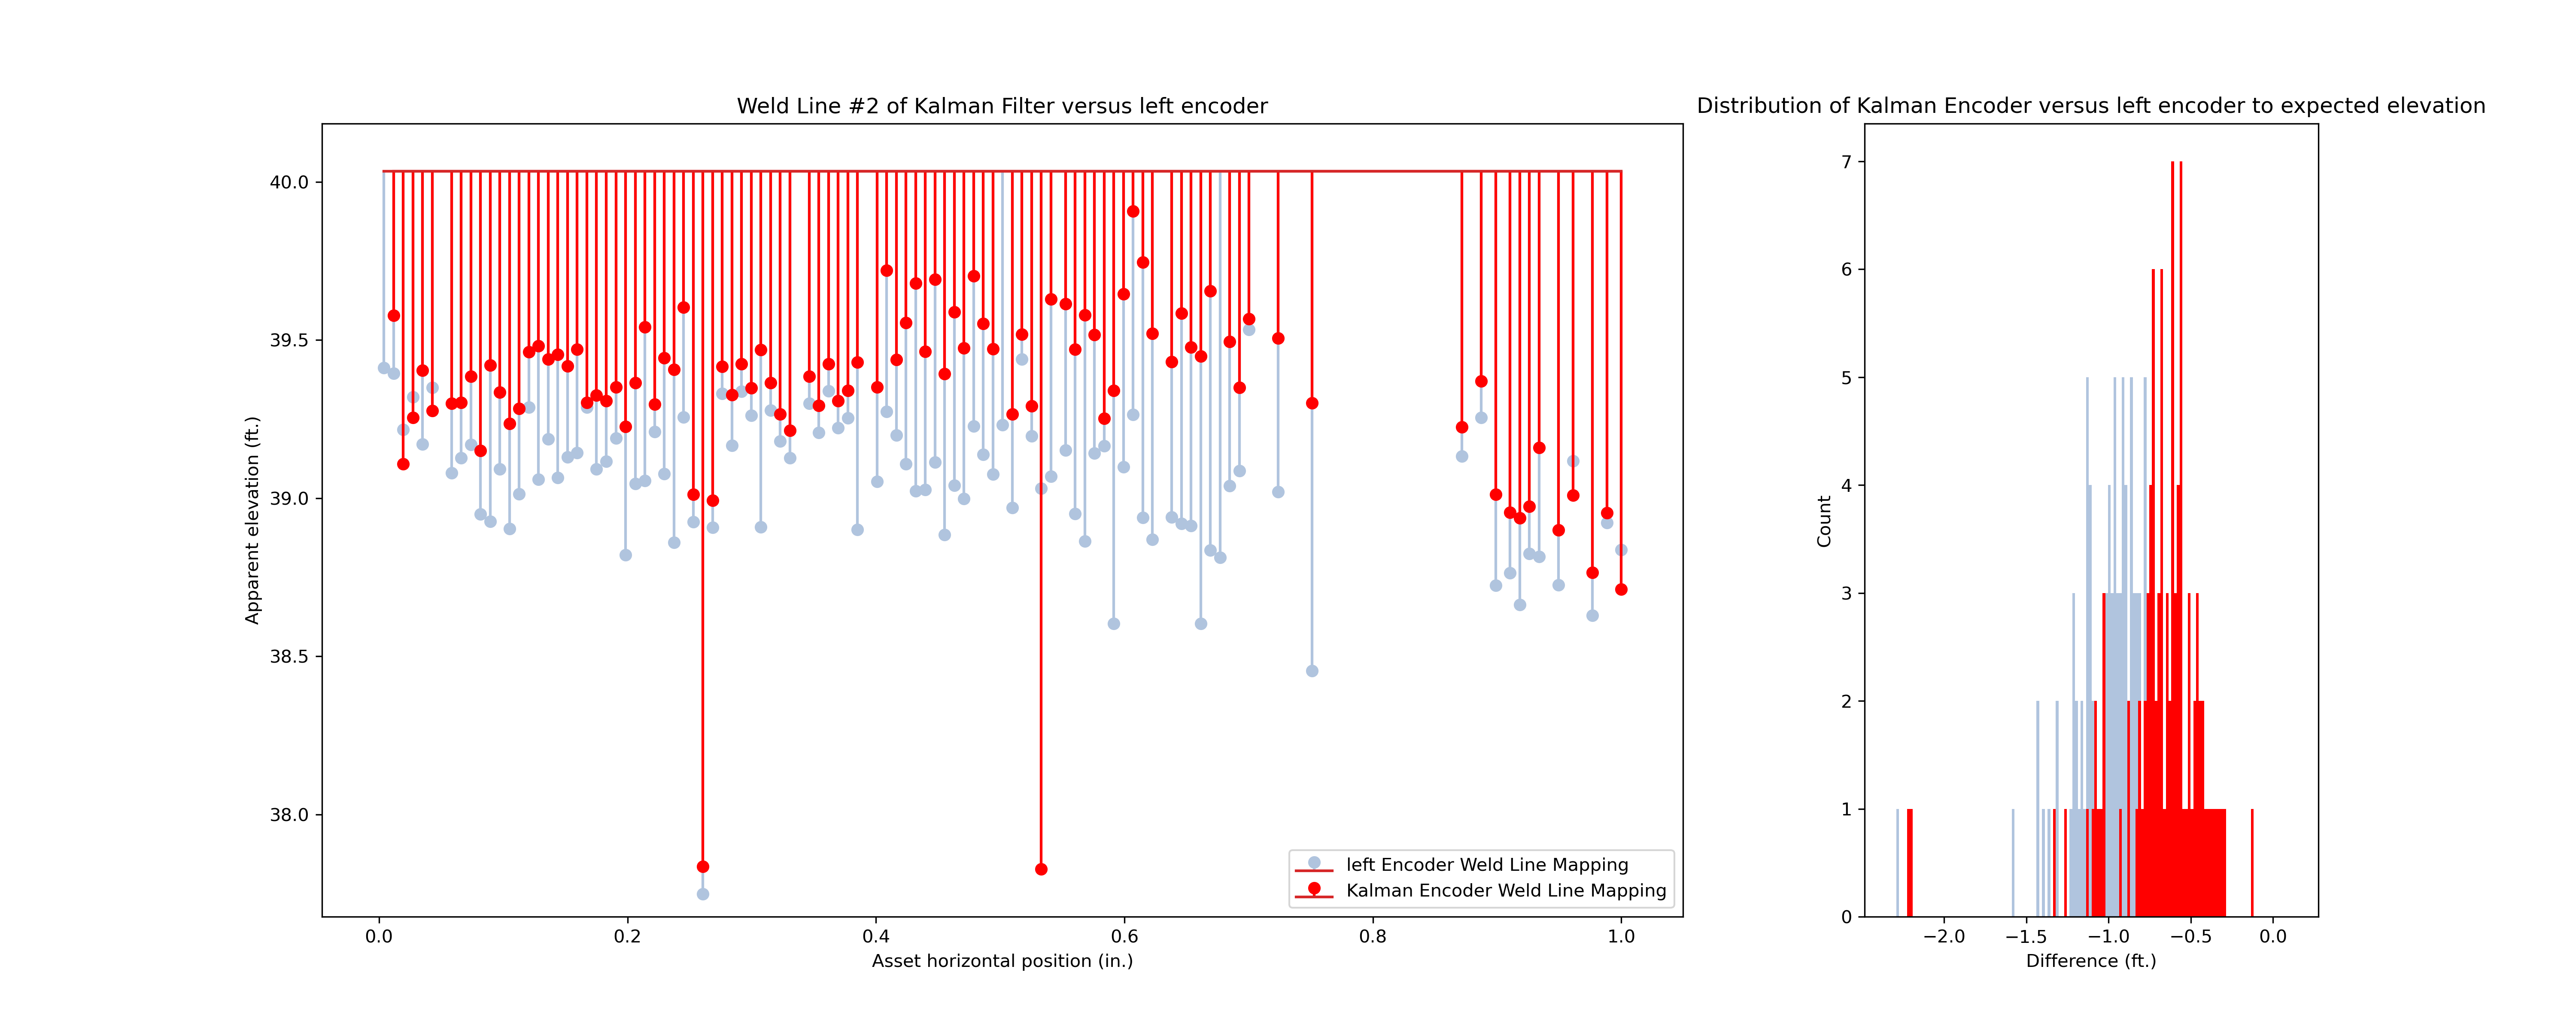 Weld Line #2 of Kalman Filter versus left encoder
Apparent elevation (ft.)
40.0
39.5
39.0
38.5
38.0
0.0 0.2 0.4 0.6 0.8 1.0
Asset horizontal position (in.)
left Encoder Weld Line Mapping
Kalman Encoder Weld Line Mapping
Distribution of Kalman Encoder versus left encoder to expected elevation
Count
7
6
5
4
3
2
1
0
−2.0 −1.5 −1.0 −0.5 0.0
Difference (ft.)